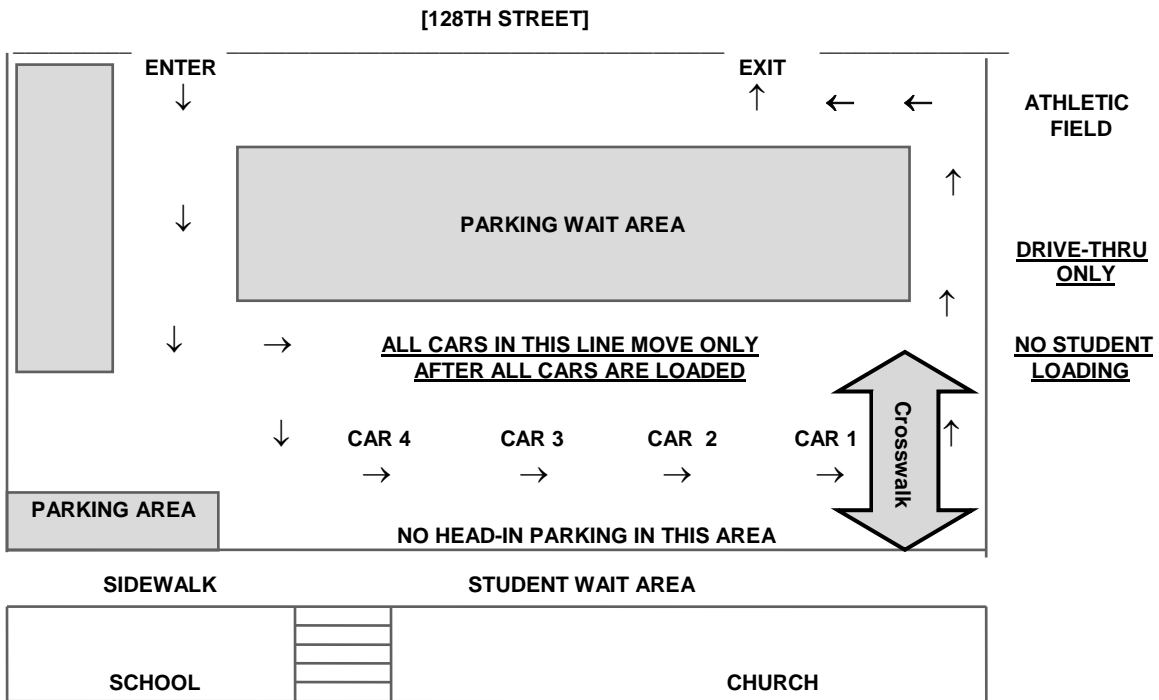 [128TH STREET]
ENTER
EXIT
ATHLETIC
FIELD
PARKING WAIT AREA
DRIVE-THRU
ONLY
ALL CARS IN THIS LINE MOVE ONLY
AFTER ALL CARS ARE LOADED
NO STUDENT
LOADING
Crosswalk
CAR 4
CAR 3
CAR 2
CAR 1
PARKING AREA
NO HEAD-IN PARKING IN THIS AREA
SIDEWALK
STUDENT WAIT AREA
SCHOOL
CHURCH